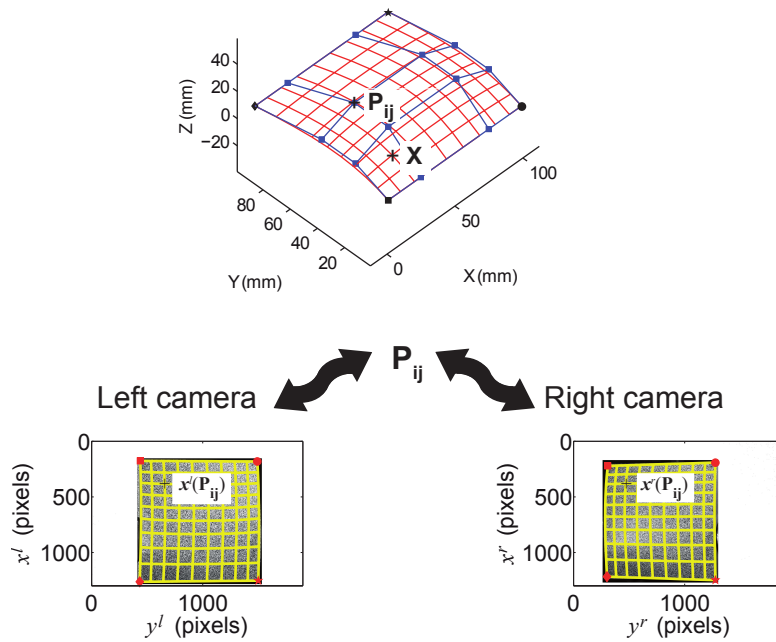 40
20
0
−20
Z(mm)
P_ij
X
80
60
40
20
Y(mm)
0
50
100
X(mm)
P_ij
Left camera
Right camera
0
500
1000
x^l (pixels)
x^l(P_ij)
0
1000
y^l (pixels)
0
500
1000
x^r (pixels)
x^r(P_ij)
0
1000
y^r (pixels)